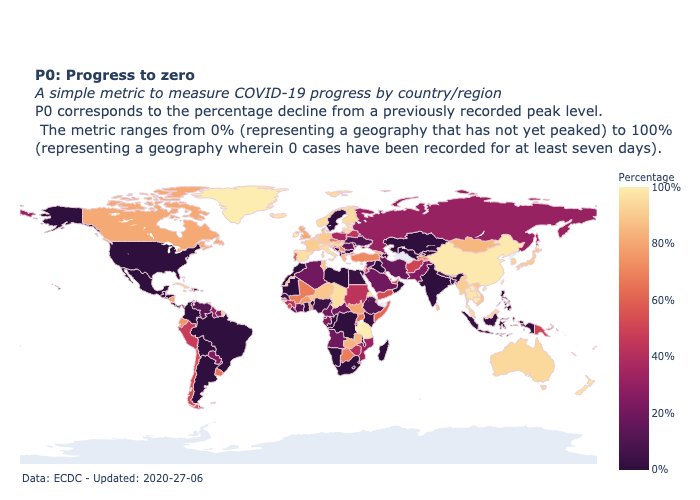 P0: Progress to zero
A simple metric to measure COVID-19 progress by country/region
P0 corresponds to the percentage decline from a previously recorded peak level.
The metric ranges from 0% (representing a geography that has not yet peaked) to 100%
(representing a geography wherein 0 cases have been recorded for at least seven days).
Percentage
100%
80%
60%
40%
20%
0%
Data: ECDC - Updated: 2020-27-06